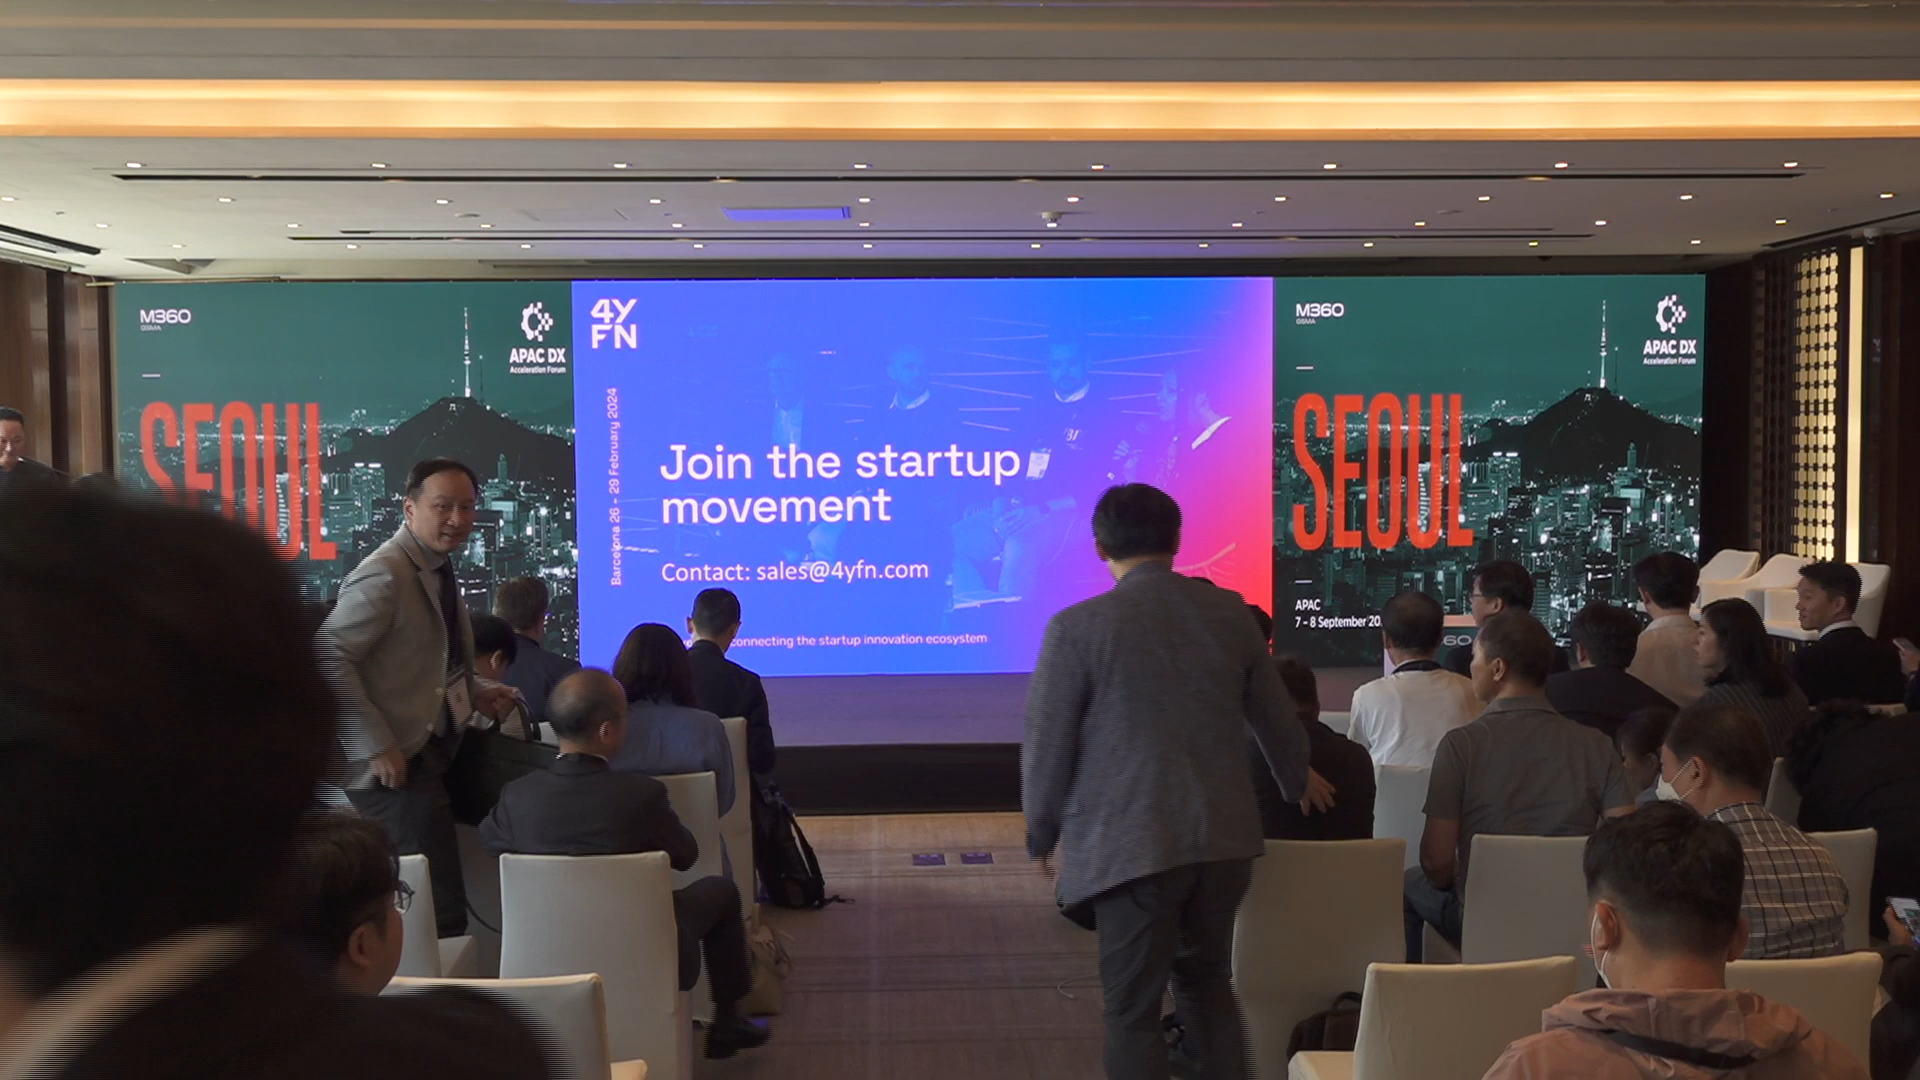 M360
GSMA
APAC DX
Acceleration Forum
SEOUL
4Y
FN
Barcelona 26 - 29 February 2024
Join the startup
movement
Contact: sales@4yfn.com
connecting the startup innovation ecosystem
M360
GSMA
APAC DX
Acceleration Forum
SEOUL
APAC
7 - 8 September 20
60